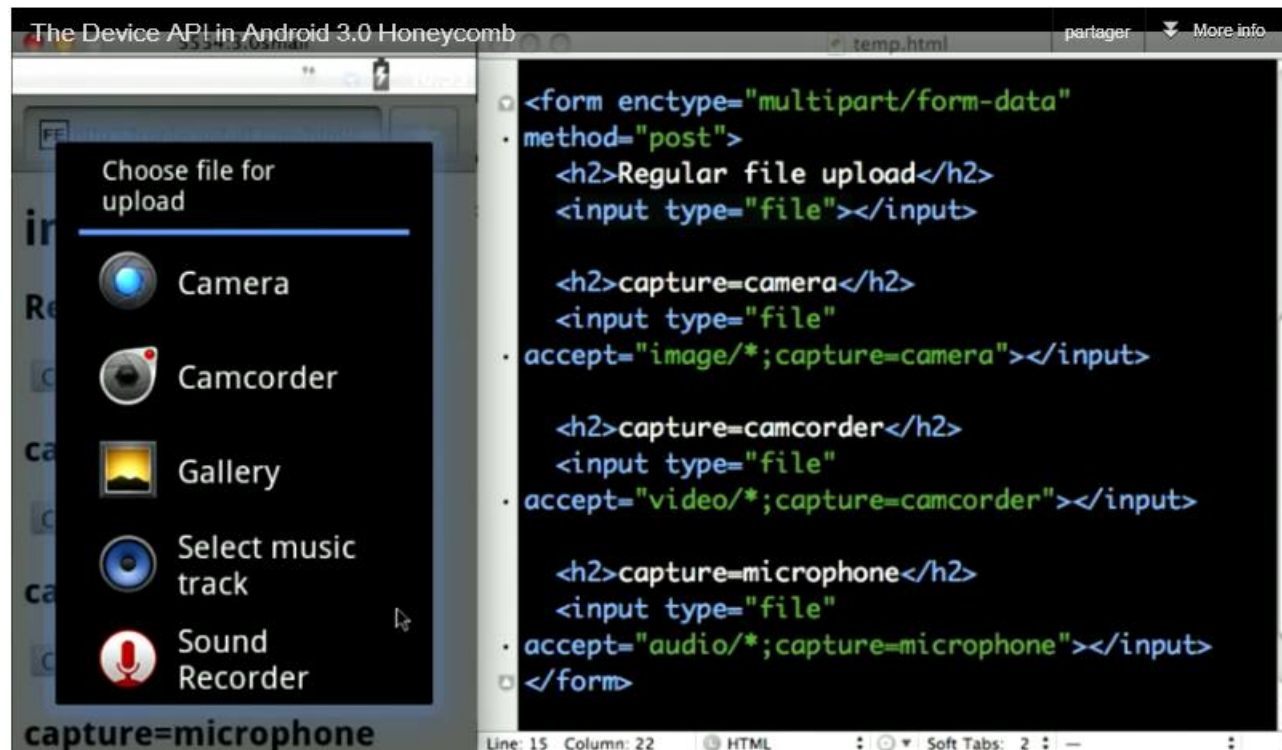 The Device API in Android 3.0 Honeycomb
partager
More info
temp.html
Choose file for
upload
Camera
Camcorder
Gallery
Select music
track
Sound
Recorder
capture=microphone
<form enctype="multipart/form-data"
method="post">
<h2>Regular file upload</h2>
<input type="file"></input>
<h2>capture=camera</h2>
<input type="file"
accept="image/*;capture=camera"></input>
<h2>capture=camcorder</h2>
<input type="file"
accept="video/*;capture=camcorder"></input>
<h2>capture=microphone</h2>
<input type="file"
accept="audio/*;capture=microphone"></input>
</form>
Line: 15 Column: 22 HTML Soft Tabs: 2